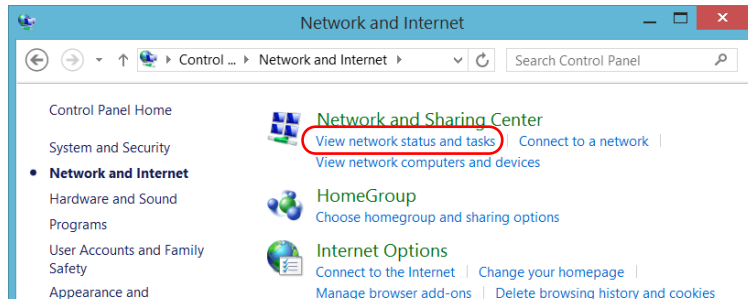 Network and Internet
Control ... Network and Internet
Search Control Panel
Control Panel Home
System and Security
Network and Internet
Hardware and Sound
Programs
User Accounts and Family
Safety
Appearance and
Network and Sharing Center
View network status and tasks Connect to a network
View network computers and devices
HomeGroup
Choose homegroup and sharing options
Internet Options
Connect to the Internet Change your homepage
Manage browser add-ons Delete browsing history and cookies